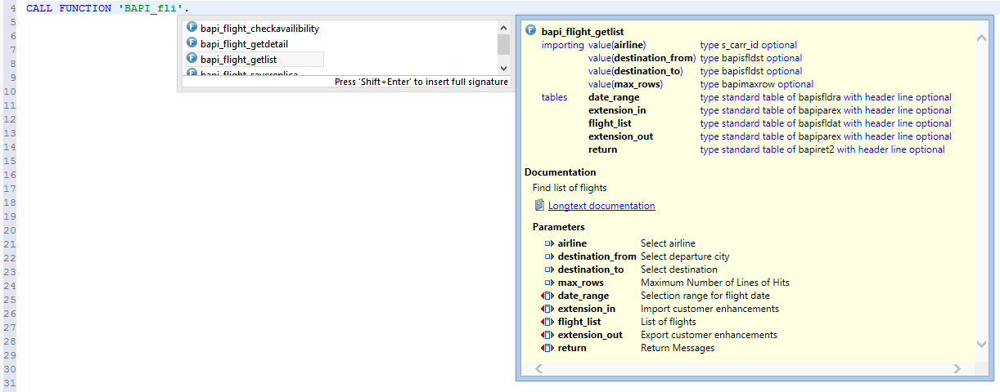 4 CALL FUNCTION 'BAPI_fli'.
5
6
7
8
9
10
11
12
13
14
15
16
17
18
19
20
21
22
23
24
25
26
27
28
29
30
31
bapi_flight_checkavailibility
bapi_flight_getdetail
bapi_flight_getlist
bapi_flight_savereplica
Press 'Shift+Enter' to insert full signature
bapi_flight_getlist
importing value(airline) type s_carr_id optional
value(destination_from) type bapisfldst optional
value(destination_to) type bapisfldst optional
value(max_rows) type bapimaxrow optional
tables date_range type standard table of bapisfldra with header line optional
extension_in type standard table of bapiparex with header line optional
flight_list type standard table of bapisfldat with header line optional
extension_out type standard table of bapiparex with header line optional
return type standard table of bapiret2 with header line optional
Documentation
Find list of flights
Longtext documentation
Parameters
airline Select airline
destination_from Select departure city
destination_to Select destination
max_rows Maximum Number of Lines of Hits
date_range Selection range for flight date
extension_in Import customer enhancements
flight_list List of flights
extension_out Export customer enhancements
return Return Messages